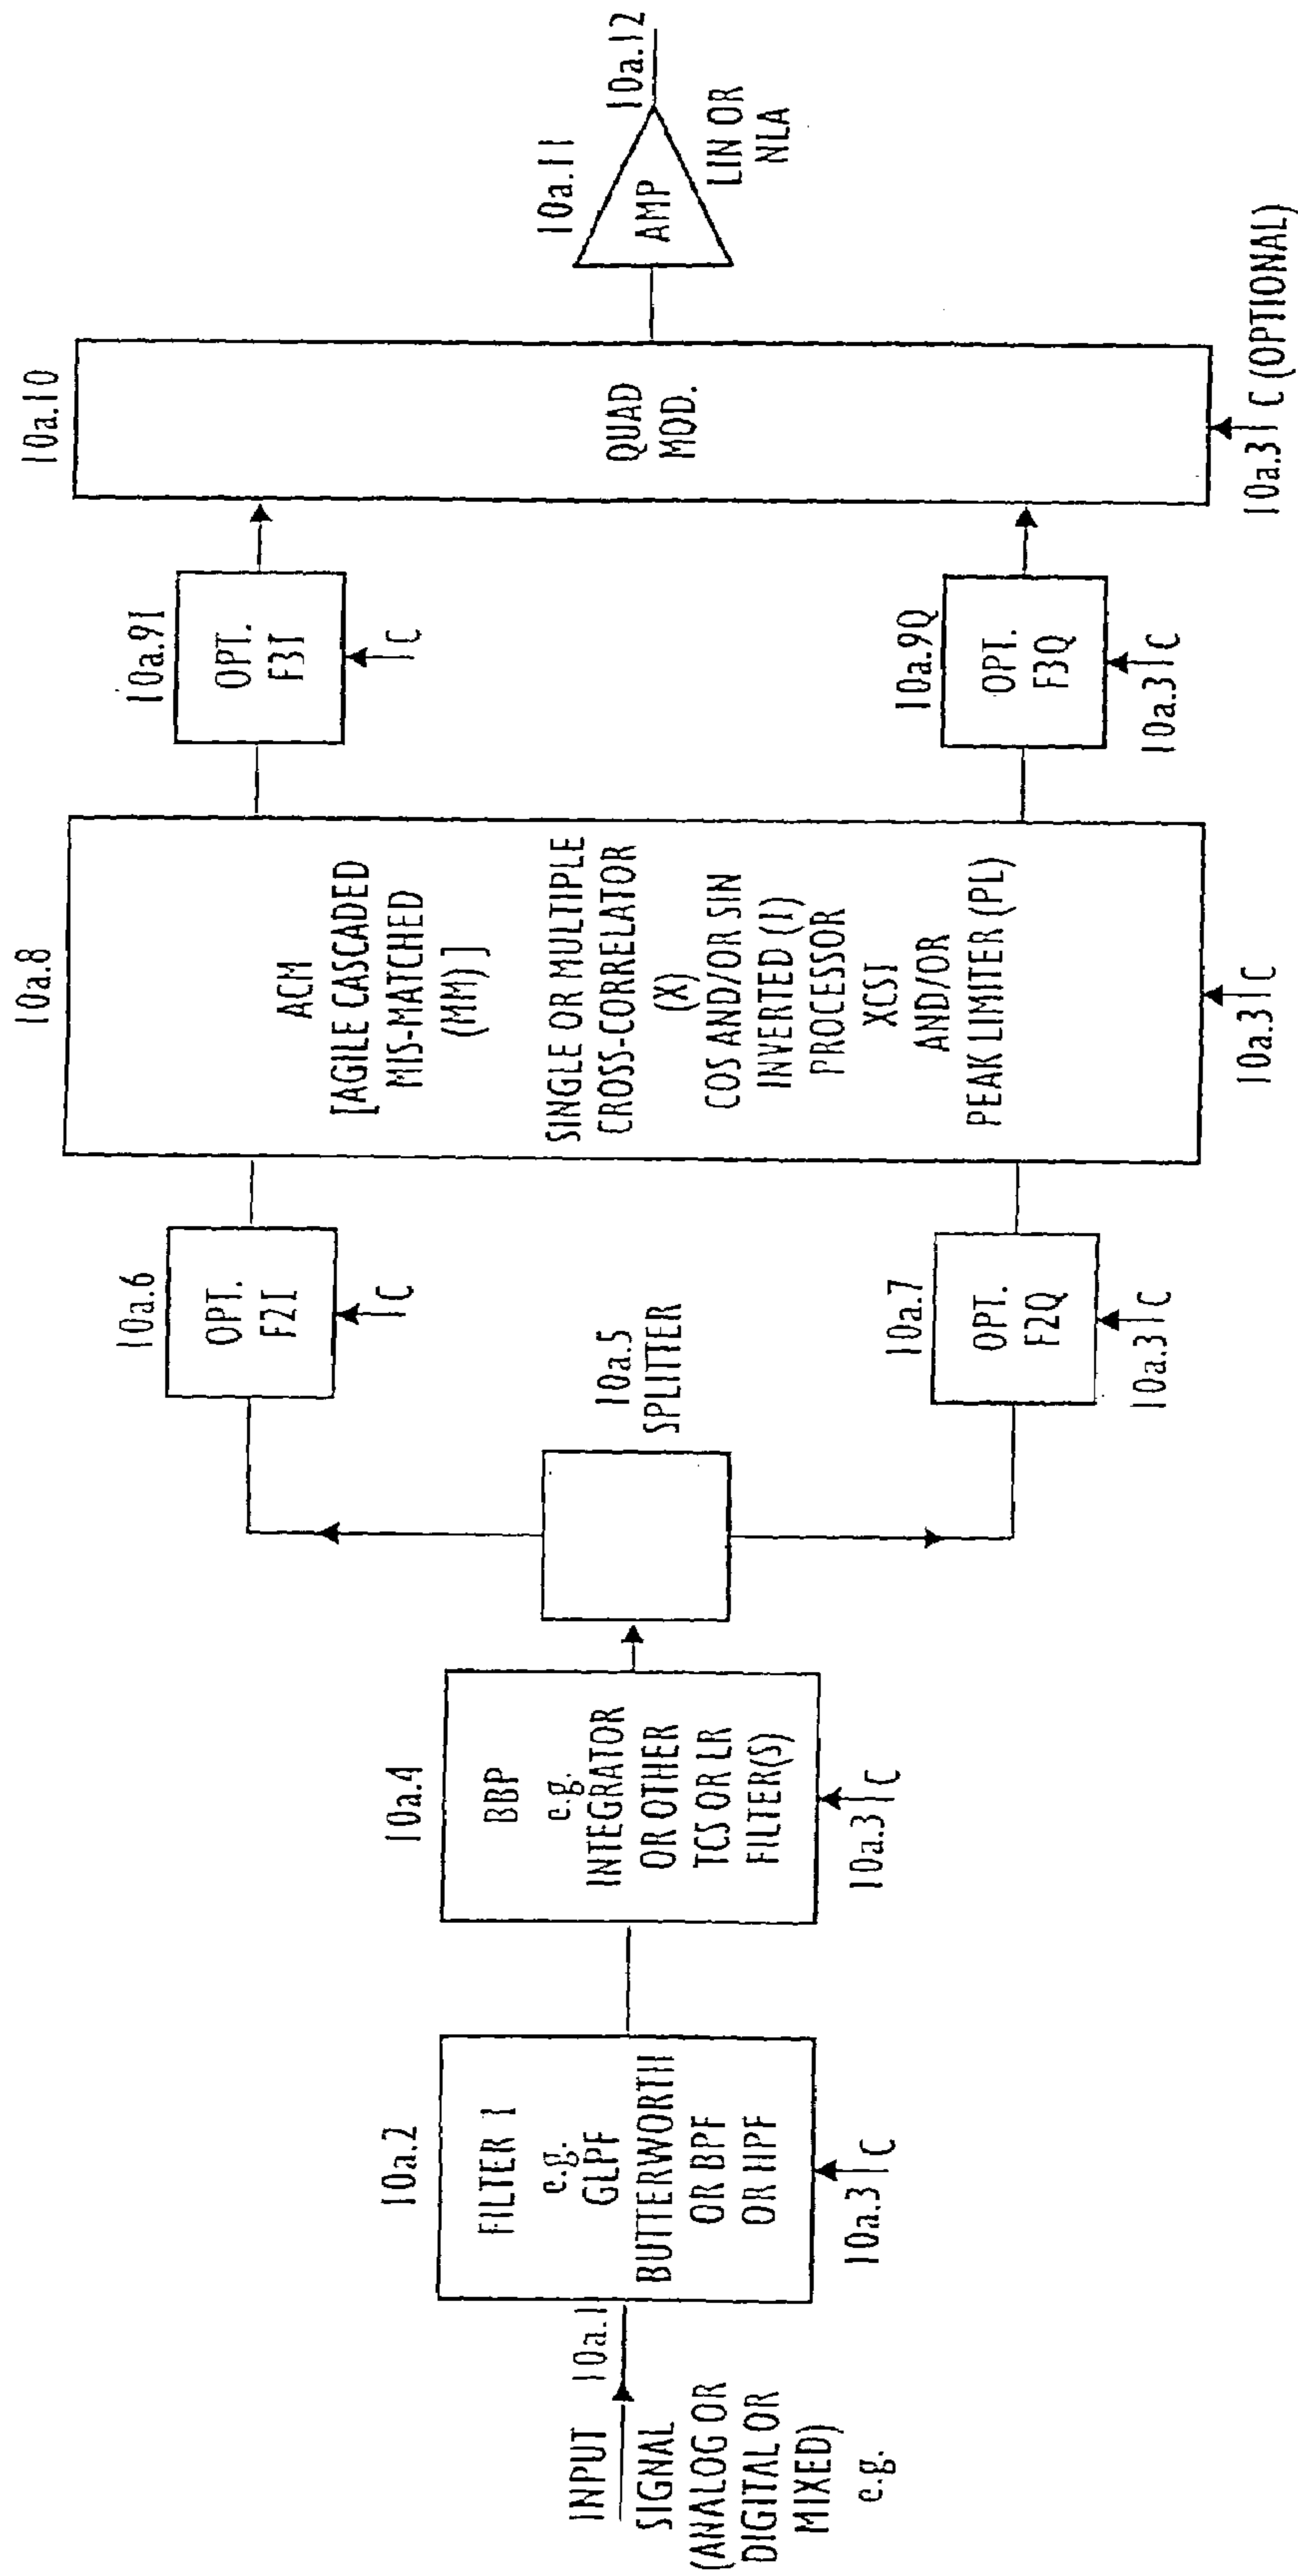 INPUT
SIGNAL
(ANALOG OR
DIGITAL OR
MIXED)
e.g.
10a.1
10a.2
FILTER 1
e.g.
GLPF
BUTTERWORTH
OR BPF
OR HPF
10a.3 C
10a.4
BBP
e.g.
INTEGRATOR
OR OTHER
TCS OR LR
FILTER(S)
10a.3 C
10a.5
SPLITTER
10a.6
OPT.
F2I
C
10a.7
OPT.
F2Q
10a.3 C
10a.8
ACM
[AGILE CASCADED
MIS-MATCHED
(MM) ]
SINGLE OR MULTIPLE
CROSS-CORRELATOR
(X)
COS AND/OR SIN
INVERTED (I)
PROCESSOR
XCSI
AND/OR
PEAK LIMITER (PL)
10a.3 C
10a.9I
OPT.
F3I
C
10a.9Q
OPT.
F3Q
10a.3 C
10a.10
QUAD
MOD.
10a.3 C (OPTIONAL)
10a.11
AMP
LIN OR
NLA
10a.12